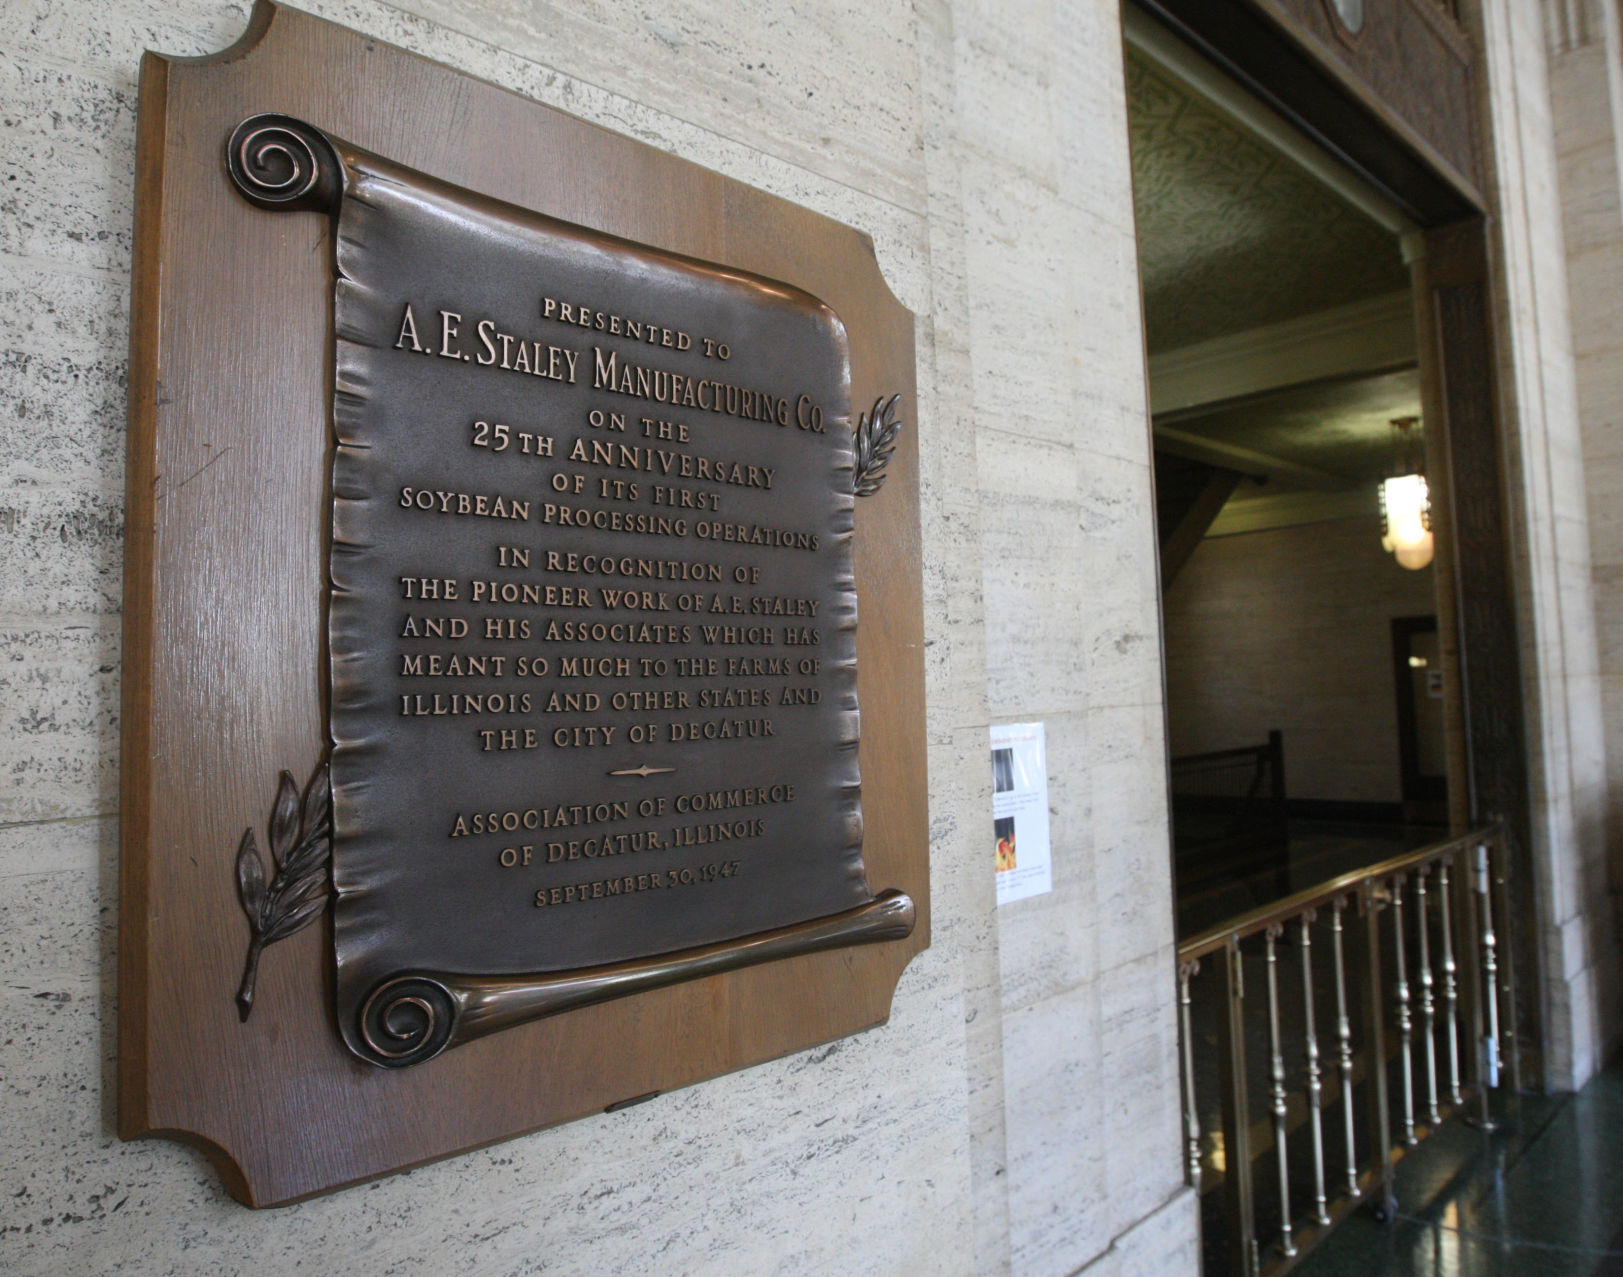 PRESENTED TO
A. E. STALEY MANUFACTURING CO.
ON THE
25TH ANNIVERSARY
OF ITS FIRST
SOYBEAN PROCESSING OPERATIONS
IN RECOGNITION OF
THE PIONEER WORK OF A. E. STALEY
AND HIS ASSOCIATES WHICH HAS
MEANT SO MUCH TO THE FARMS OF
ILLINOIS AND OTHER STATES AND
THE CITY OF DECATUR
ASSOCIATION OF COMMERCE
OF DECATUR, ILLINOIS
SEPTEMBER 30, 1947